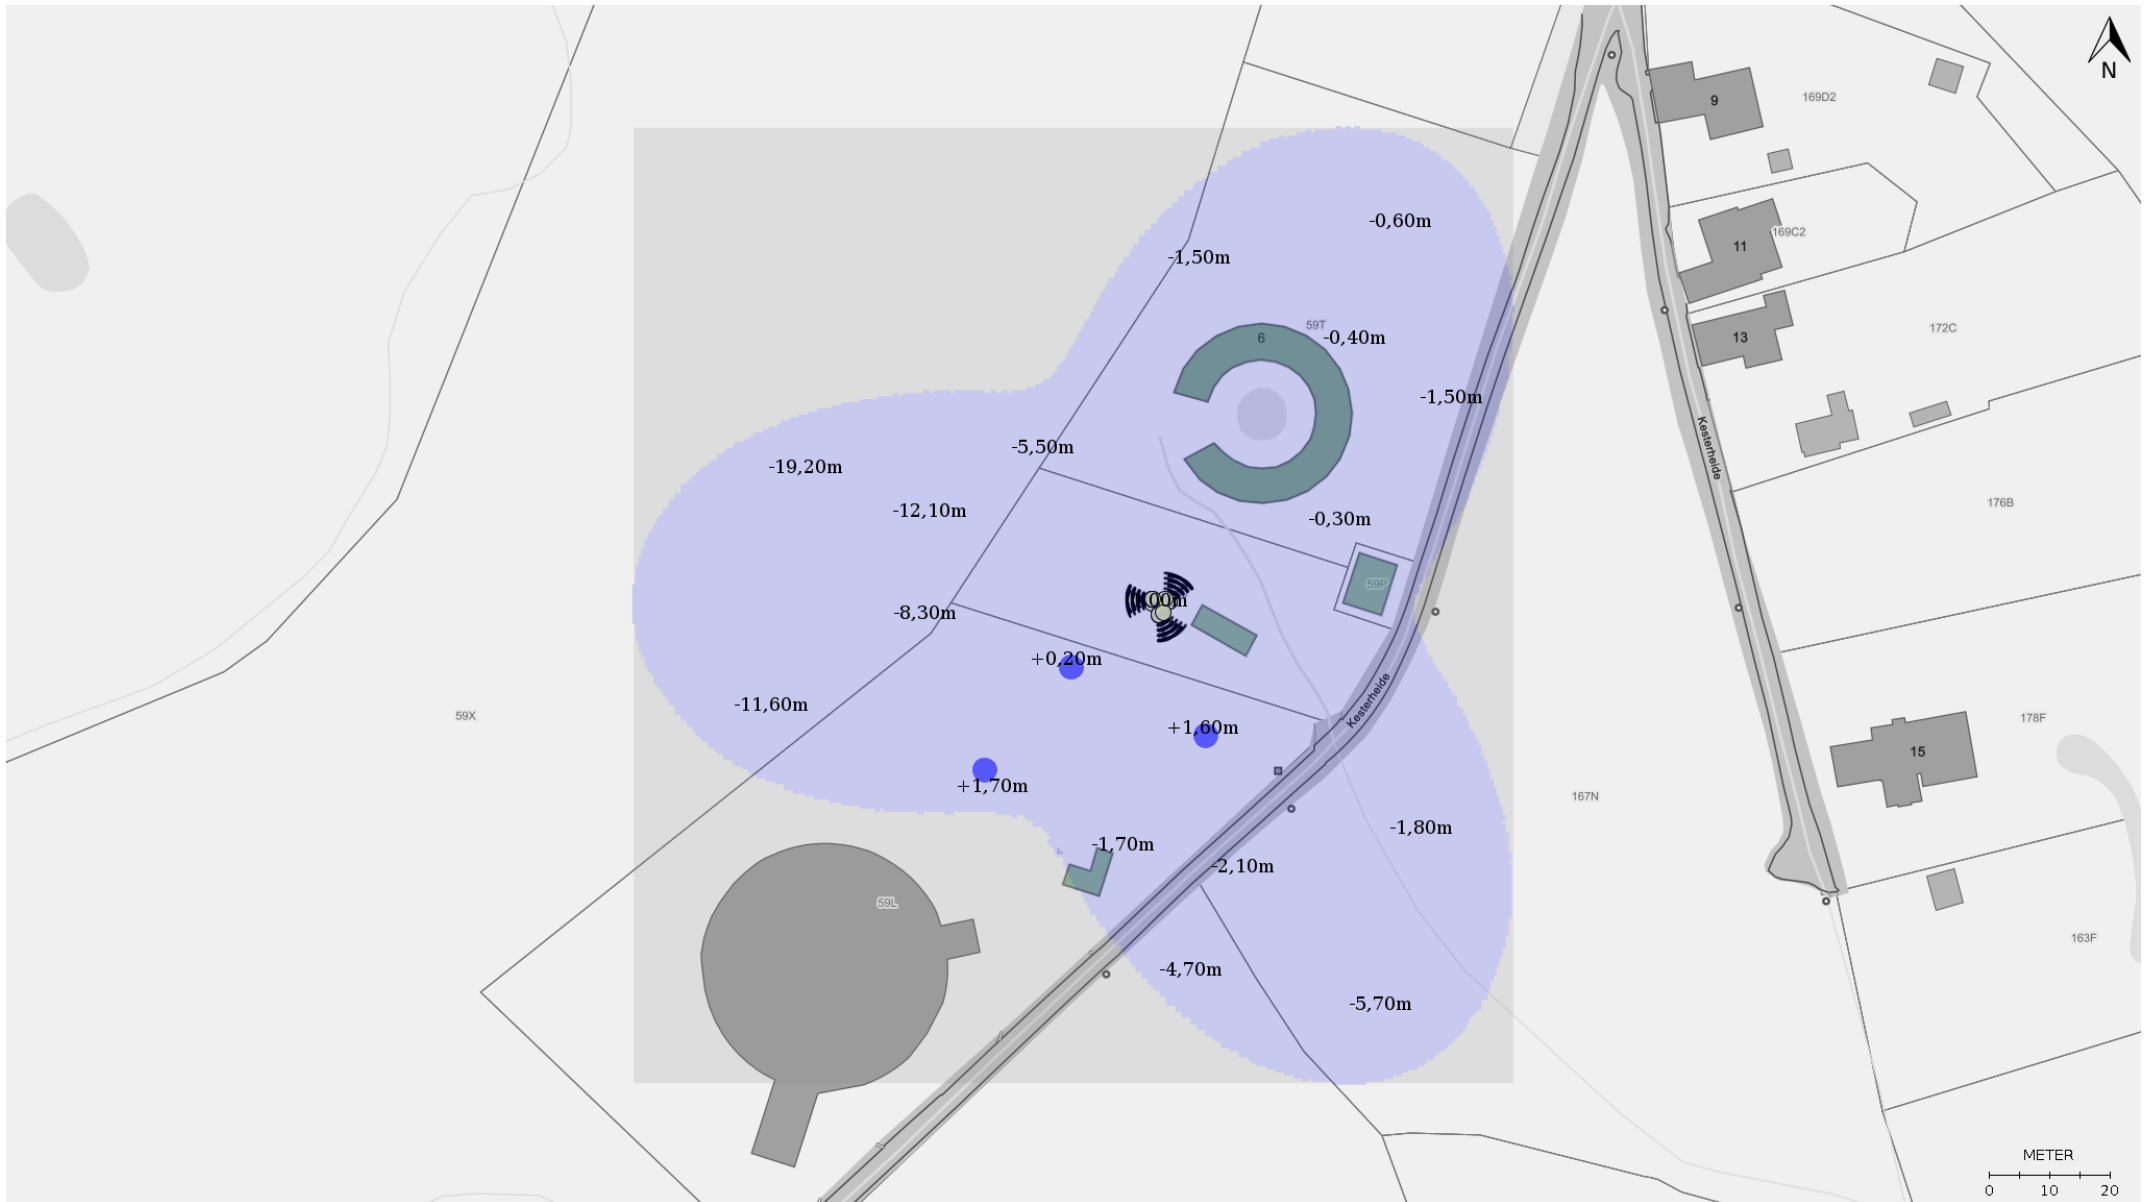 N
9
169D2
-0,60m
11
169C2
-1,50m
59T
6
-0,40m
13
172C
-1,50m
Kesterheide
-5,50m
-19,20m
-12,10m
-0,30m
176B
59P
00m
-8,30m
+0,20m
Kesterheide
-11,60m
59X
+1,60m
178F
15
+1,70m
167N
-1,80m
-1,70m
-2,10m
59L
163F
-4,70m
-5,70m
METER
0 10 20